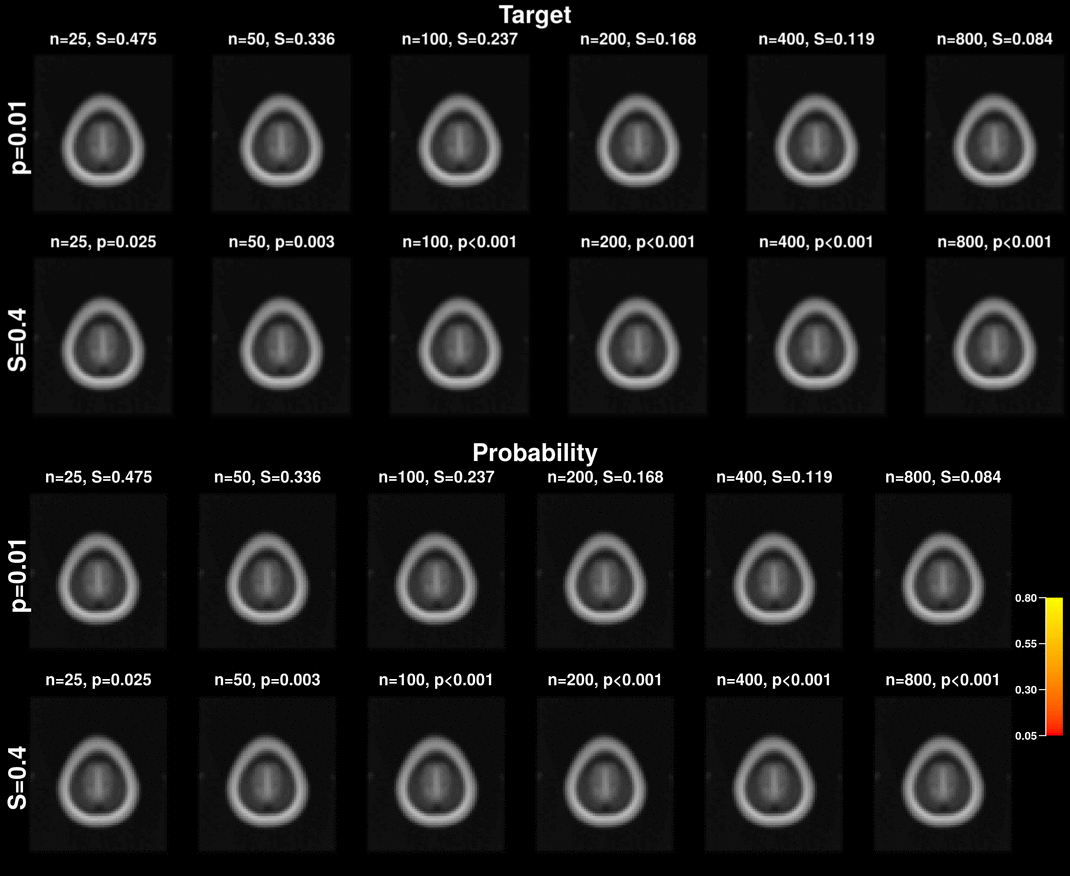 Target
n=25, S=0.475 n=50, S=0.336 n=100, S=0.237 n=200, S=0.168 n=400, S=0.119 n=800, S=0.084
p=0.01
n=25, p=0.025 n=50, p=0.003 n=100, p<0.001 n=200, p<0.001 n=400, p<0.001 n=800, p<0.001
S=0.4
Probability
n=25, S=0.475 n=50, S=0.336 n=100, S=0.237 n=200, S=0.168 n=400, S=0.119 n=800, S=0.084
p=0.01
0.80
0.55
0.30
0.05
n=25, p=0.025 n=50, p=0.003 n=100, p<0.001 n=200, p<0.001 n=400, p<0.001 n=800, p<0.001
S=0.4